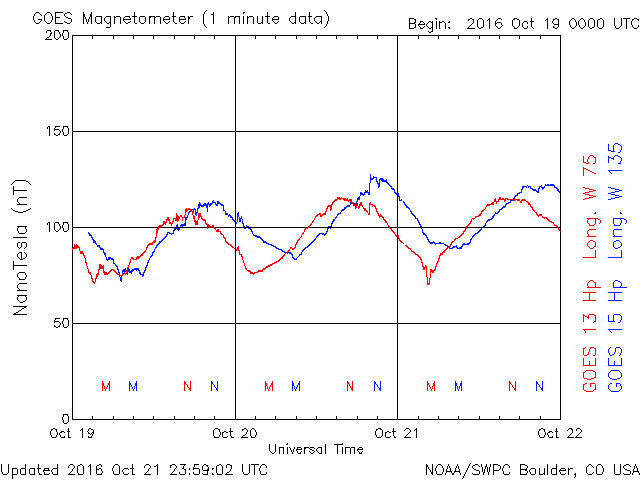 GOES Magnetometer (1 minute data)
Begin: 2016 Oct 19 0000 UTC
200
150
100
50
0
NanoTesla (nT)
M M N N M M N N M M N N
Oct 19 Oct 20 Oct 21 Oct 22
Universal Time
GOES 13 Hp Long. W 75
GOES 15 Hp Long. W 135
Updated 2016 Oct 21 23:59:02 UTC
NOAA/SWPC Boulder, CO USA